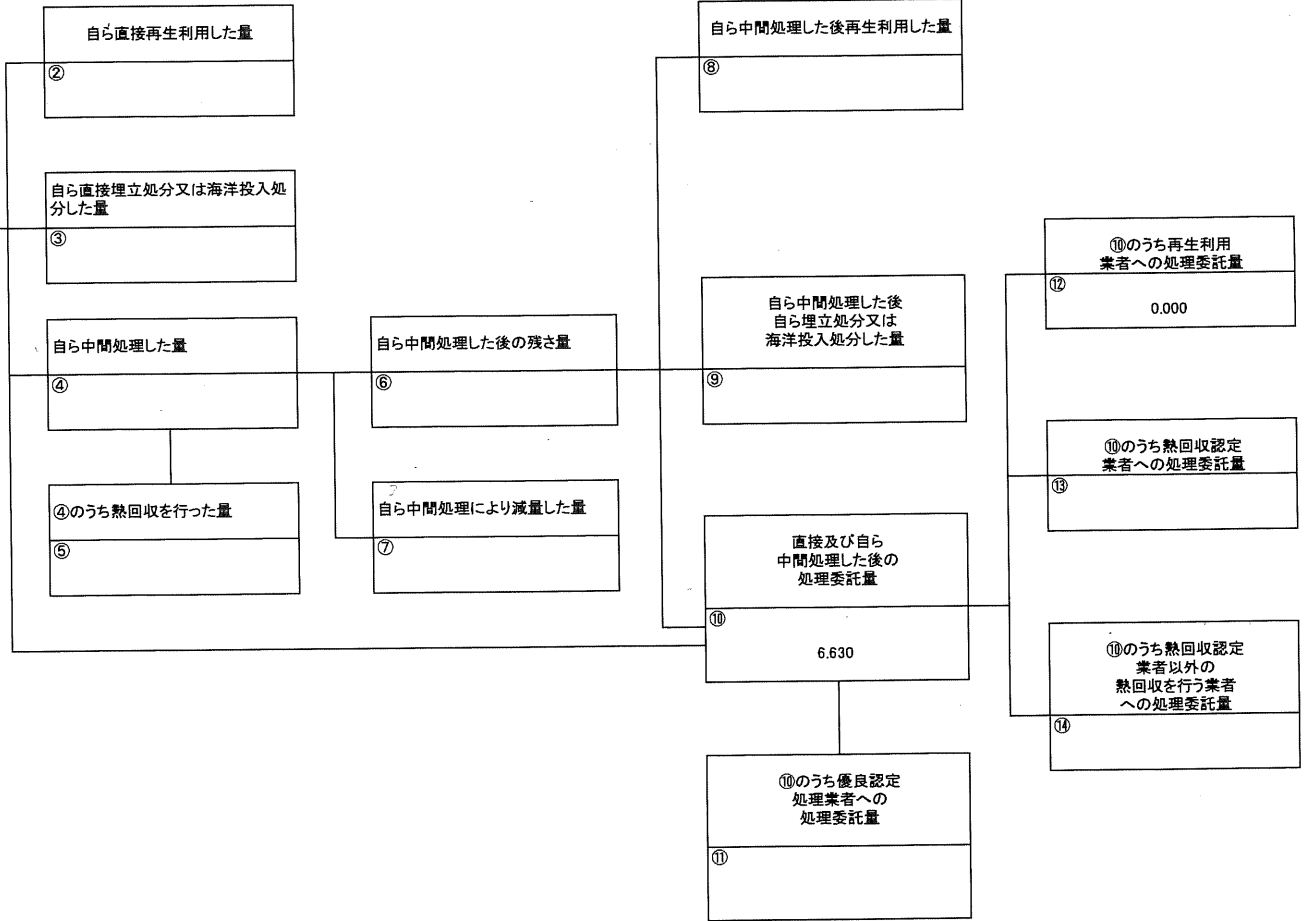 自ら直接再生利用した量
②
自ら直接埋立処分又は海洋投入処
分した量
③
自ら中間処理した量
④
④のうち熱回収を行った量
⑤
自ら中間処理した後の残さ量
⑥
自ら中間処理により減量した量
⑦
自ら中間処理した後再生利用した量
⑧
自ら中間処理した後
自ら埋立処分又は
海洋投入処分した量
⑨
直接及び自ら
中間処理した後の
処理委託量
⑩
6.630
⑩のうち優良認定
処理業者への
処理委託量
⑪
⑩のうち再生利用
業者への処理委託量
⑫
0.000
⑩のうち熱回収認定
業者への処理委託量
⑬
⑩のうち熱回収認定
業者以外の
熱回収を行う業者
への処理委託量
⑭